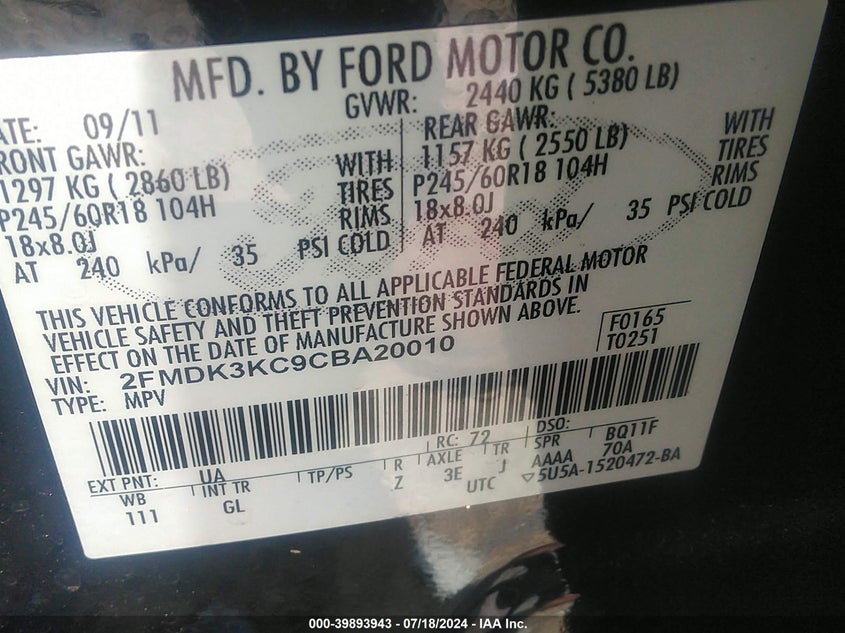 MFD. BY FORD MOTOR CO.
ATE: 09/11 GVWR: 2440 KG ( 5380 LB)
RONT GAWR: REAR GAWR:
1297 KG ( 2860 LB) WITH 1157 KG ( 2550 LB) WITH
P245/60R18 104H TIRES P245/60R18 104H TIRES
18x8.0J RIMS 18x8.0J RIMS
AT 240 kPa/ 35 PSI COLD AT 240 kPa/ 35 PSI COLD
THIS VEHICLE CONFORMS TO ALL APPLICABLE FEDERAL MOTOR
VEHICLE SAFETY AND THEFT PREVENTION STANDARDS IN
EFFECT ON THE DATE OF MANUFACTURE SHOWN ABOVE.
F0165
VIN: 2FMDK3KC9CBA20010 T0251
TYPE: MPV
RC: 72 DSO:
EXT PNT: UA AXLE TR SPR BQ11F
WB INT TR TP/PS R 3E J AAAA 70A
111 GL Z UTC ▽5U5A-1520472-BA
000-39893943 / 07/18/2024 - IAA Inc.